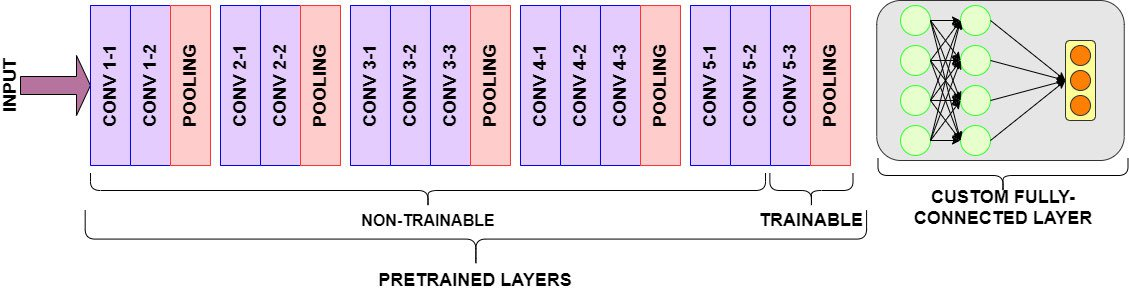 INPUT
CONV 1-1
CONV 1-2
POOLING
CONV 2-1
CONV 2-2
POOLING
CONV 3-1
CONV 3-2
CONV 3-3
POOLING
CONV 4-1
CONV 4-2
CONV 4-3
POOLING
CONV 5-1
CONV 5-2
CONV 5-3
POOLING
NON-TRAINABLE
TRAINABLE
CUSTOM FULLY-
CONNECTED LAYER
PRETRAINED LAYERS